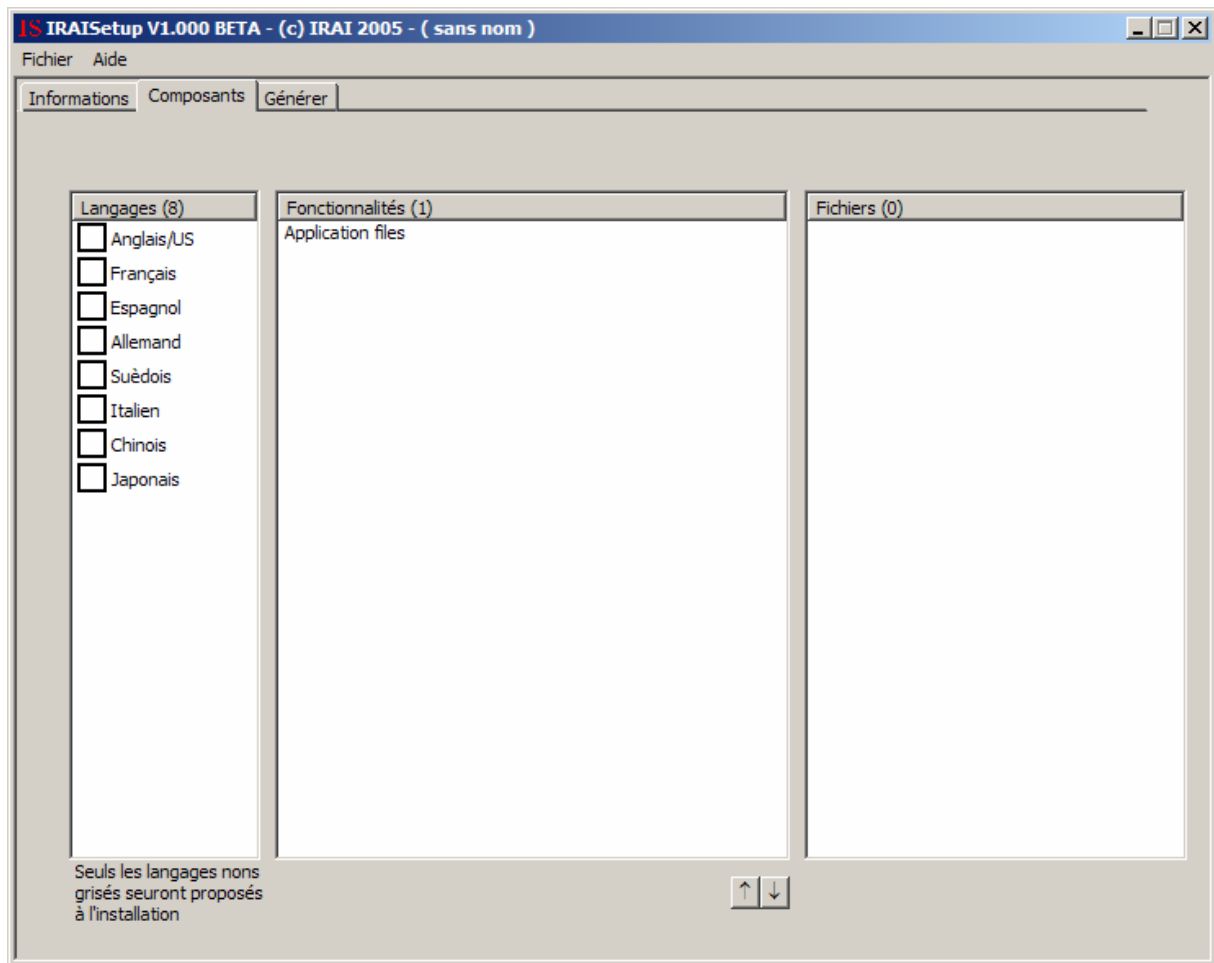 IS IRAISetup V1.000 BETA - (c) IRAI 2005 - ( sans nom )
Fichier Aide
Informations Composants Générer
Langages (8) Fonctionnalités (1) Fichiers (0)
Anglais/US Application files
Français
Espagnol
Allemand
Suèdois
Italien
Chinois
Japonais
Seuls les langages nons
grisés seuront proposés
à l'installation